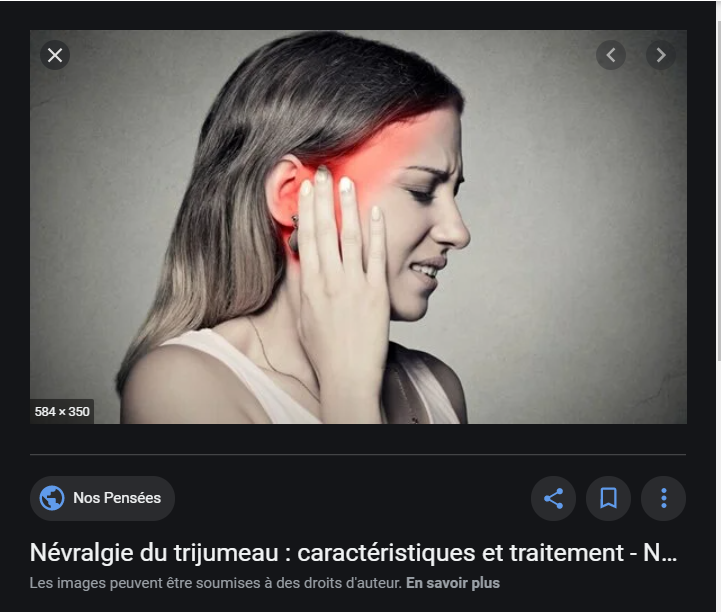 584 × 350
Nos Pensées
Névralgie du trijumeau : caractéristiques et traitement - N...
Les images peuvent être soumises à des droits d'auteur. En savoir plus